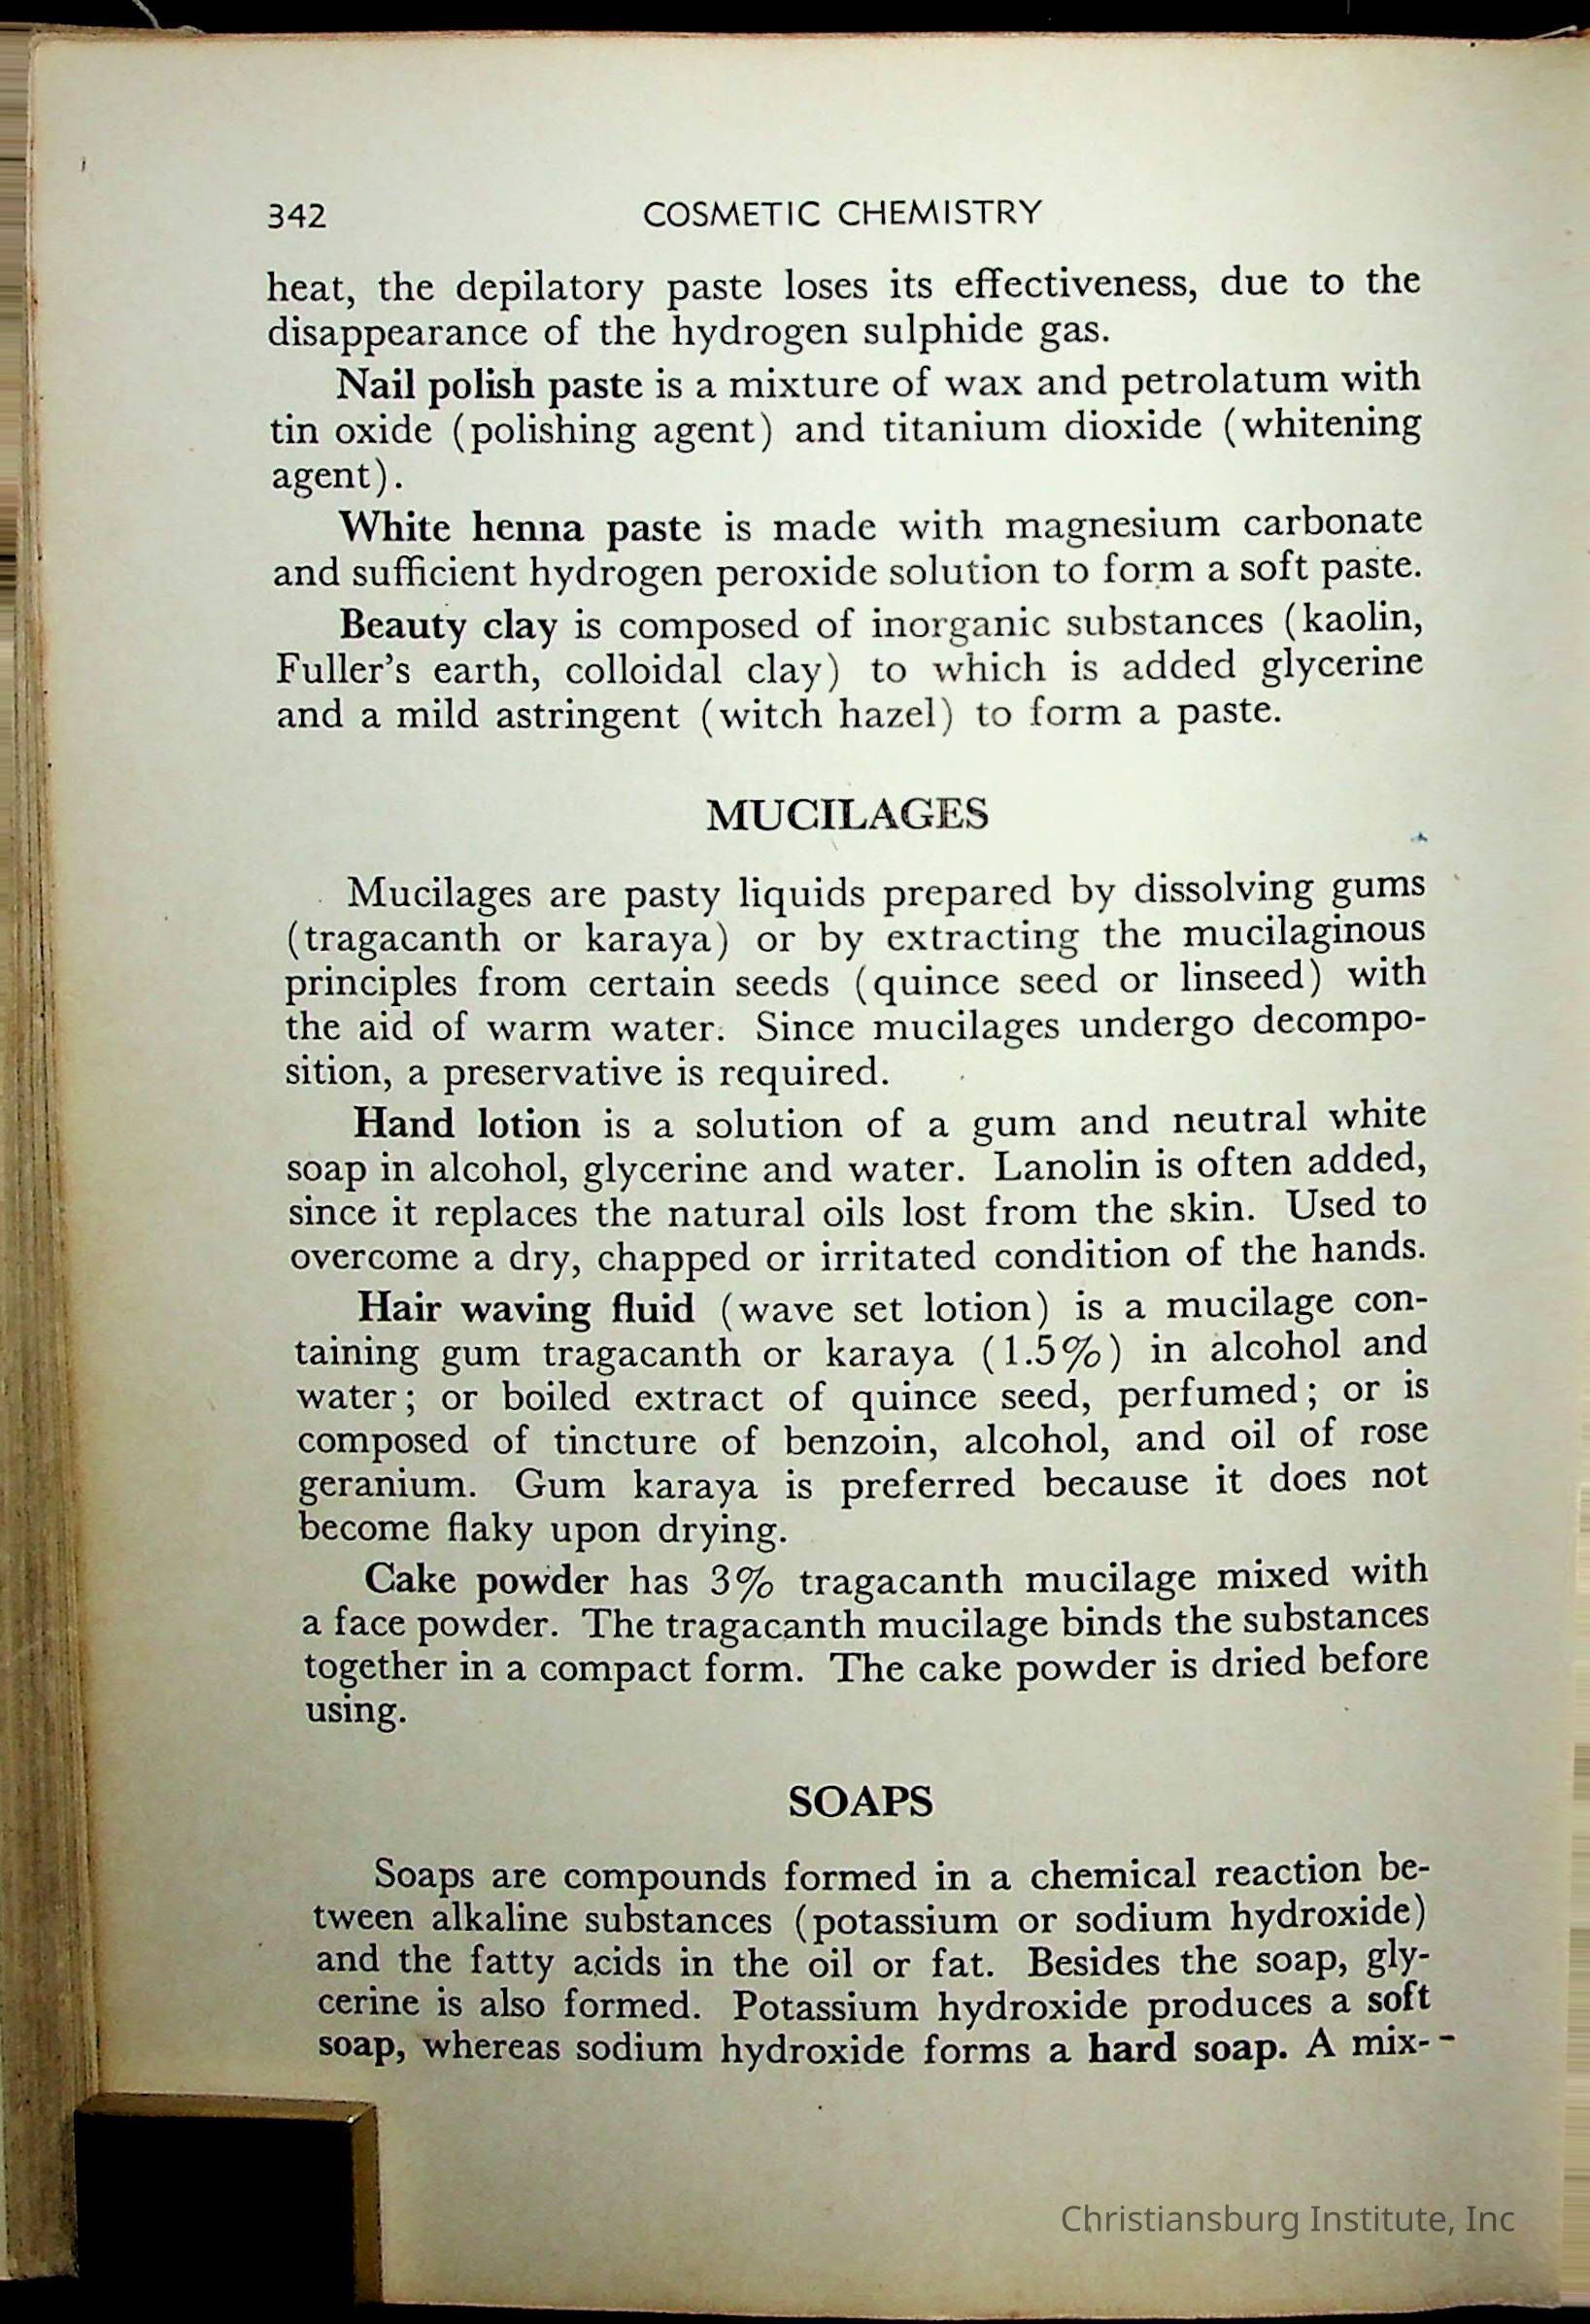 342 COSMETIC CHEMISTRY
heat, the depilatory paste loses its effectiveness, due to the
disappearance of the hydrogen sulphide gas.
Nail polish paste is a mixture of wax and petrolatum with
tin oxide (polishing agent) and titanium dioxide (whitening
agent).
White henna paste is made with magnesium carbonate
and sufficient hydrogen peroxide solution to form a soft paste.
Beauty clay is composed of inorganic substances (kaolin,
Fuller's earth, colloidal clay) to which is added glycerine
and a mild astringent (witch hazel) to form a paste.
MUCILAGES
Mucilages are pasty liquids prepared by dissolving gums
(tragacanth or karaya) or by extracting the mucilaginous
principles from certain seeds (quince seed or linseed) with
the aid of warm water. Since mucilages undergo decompo-
sition, a preservative is required.
Hand lotion is a solution of a gum and neutral white
soap in alcohol, glycerine and water. Lanolin is often added,
since it replaces the natural oils lost from the skin. Used to
overcome a dry, chapped or irritated condition of the hands.
Hair waving fluid (wave set lotion) is a mucilage con-
taining gum tragacanth or karaya (1.5%) in alcohol and
water; or boiled extract of quince seed, perfumed; or is
composed of tincture of benzoin, alcohol, and oil of rose
geranium. Gum karaya is preferred because it does not
become flaky upon drying.
Cake powder has 3% tragacanth mucilage mixed with
a face powder. The tragacanth mucilage binds the substances
together in a compact form. The cake powder is dried before
using.
SOAPS
Soaps are compounds formed in a chemical reaction be-
tween alkaline substances (potassium or sodium hydroxide)
and the fatty acids in the oil or fat. Besides the soap, gly-
cerine is also formed. Potassium hydroxide produces a soft
soap, whereas sodium hydroxide forms a hard soap. A mix--
Christiansburg Institute, Inc